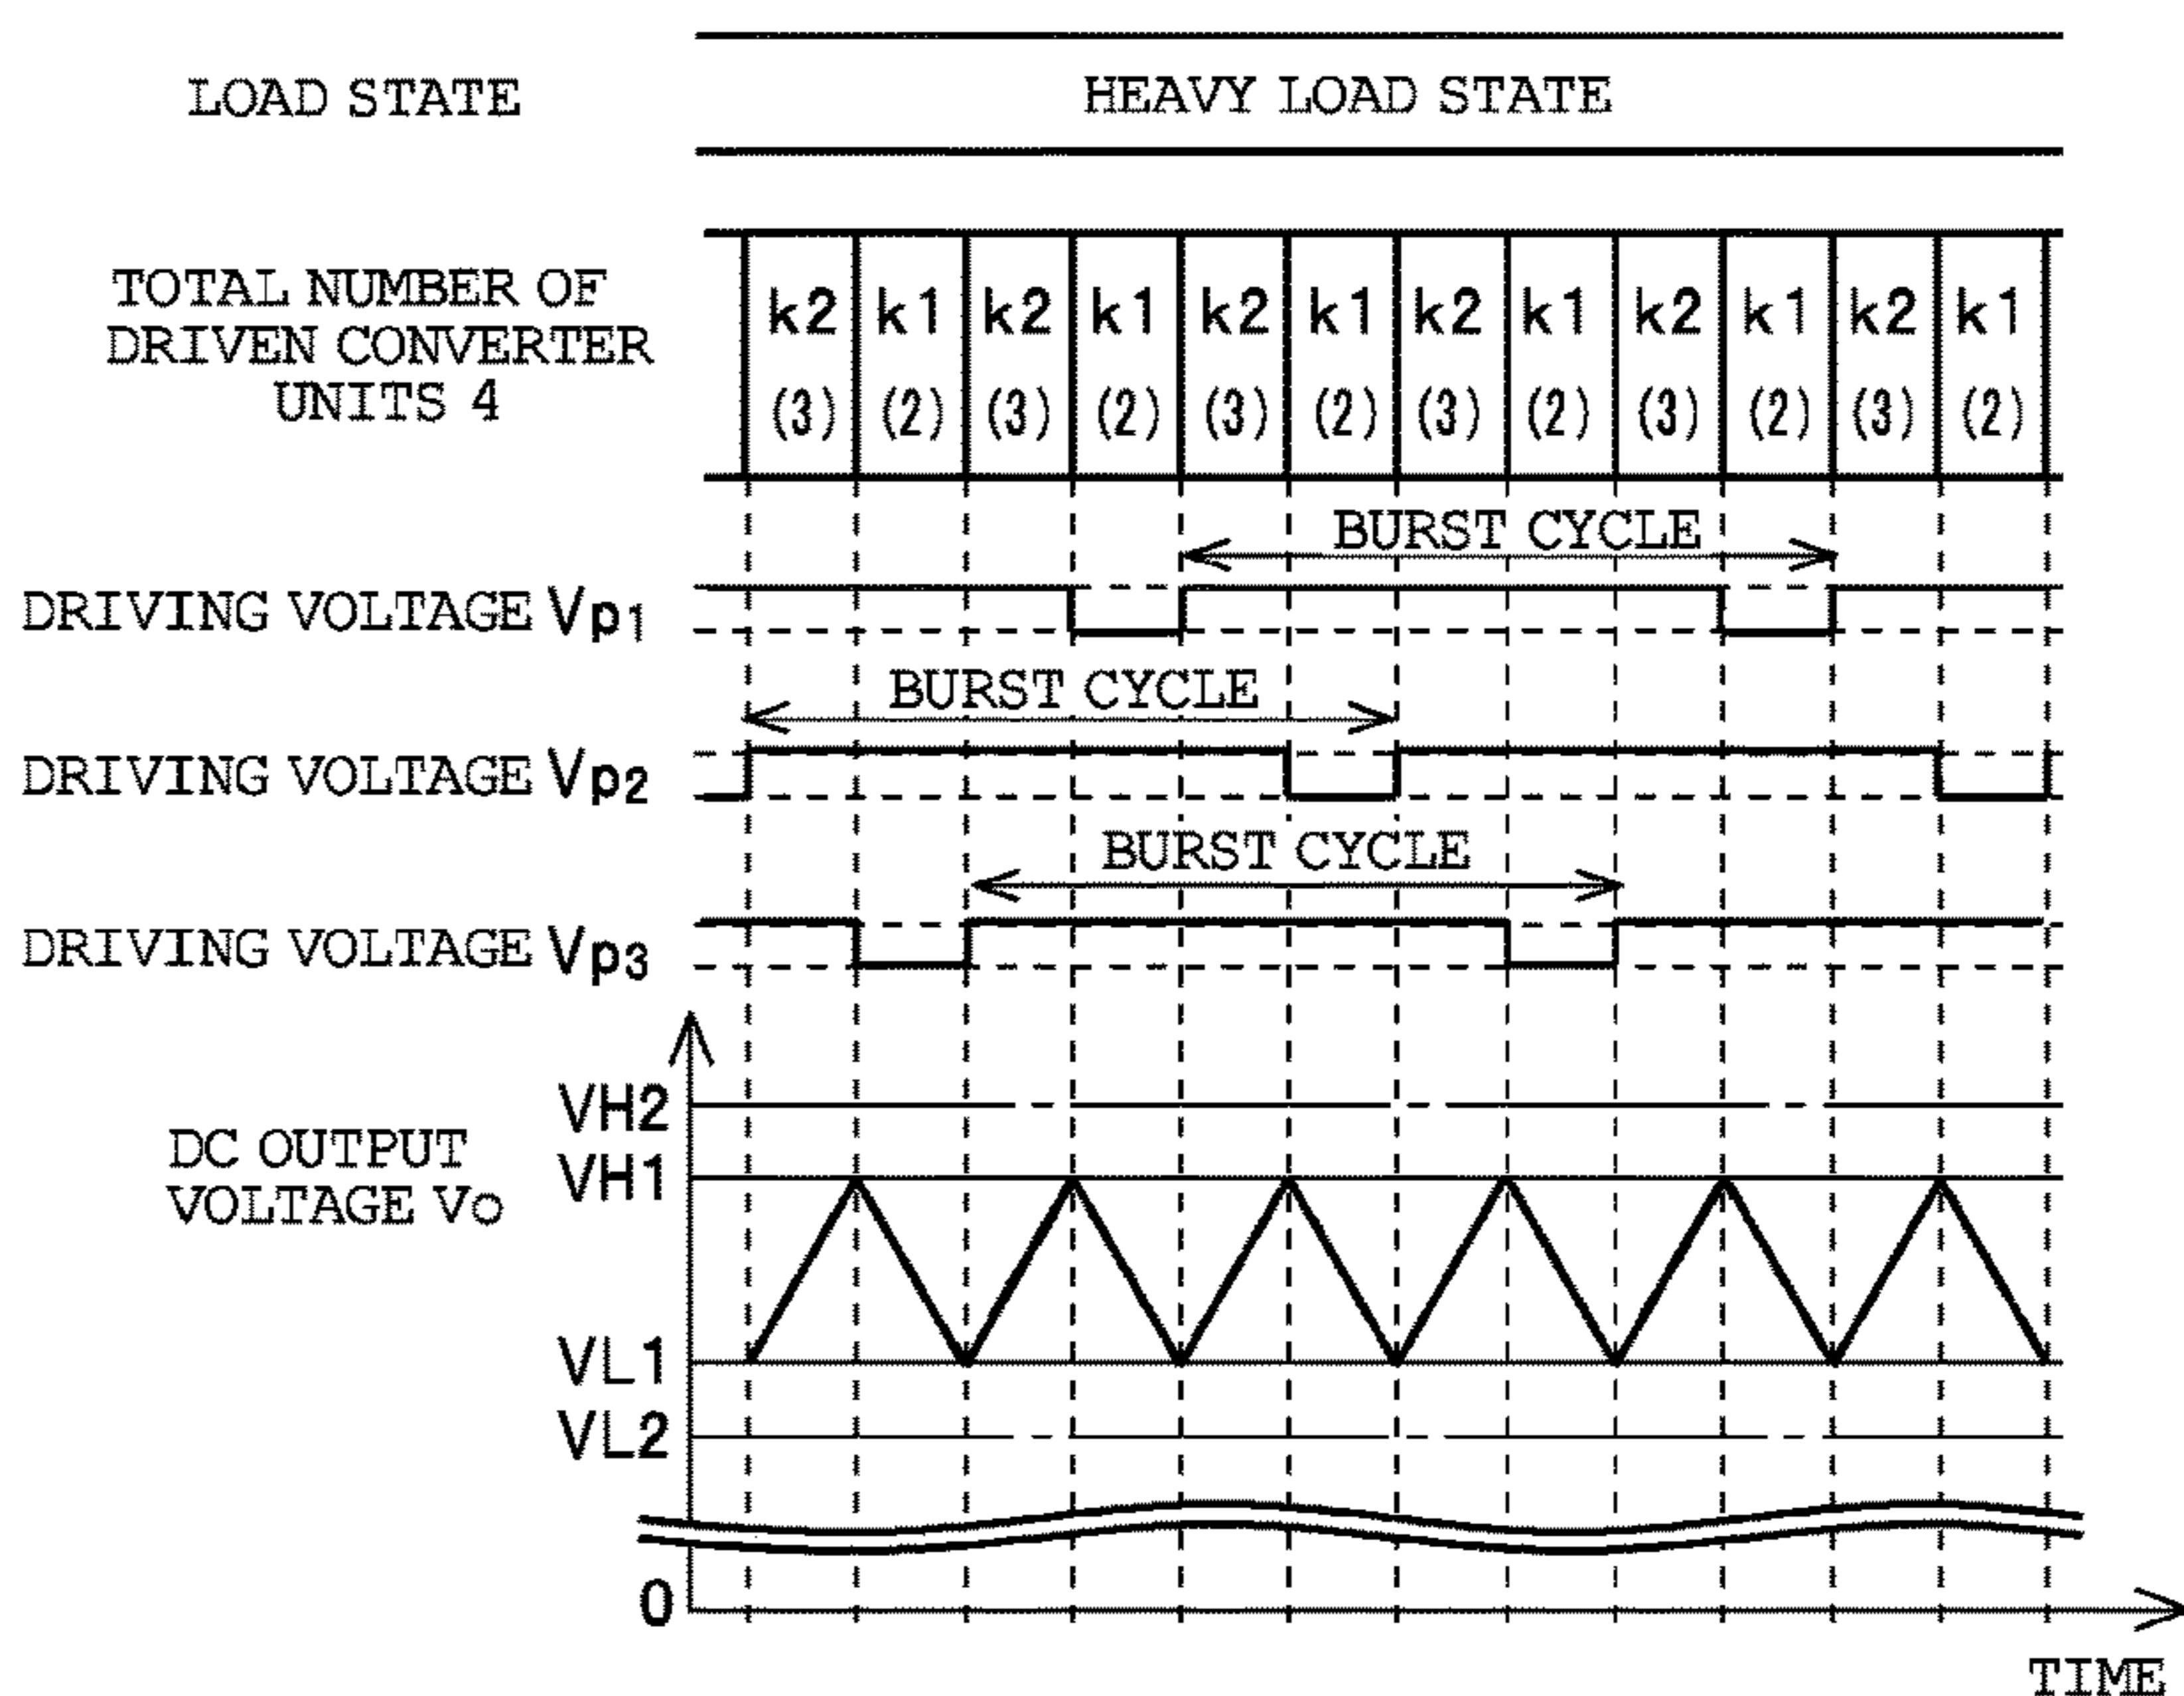 LOAD STATE
HEAVY LOAD STATE
TOTAL NUMBER OF
DRIVEN CONVERTER
UNITS 4
k2 k1 k2 k1 k2 k1 k2 k1 k2 k1 k2 k1
(3) (2) (3) (2) (3) (2) (3) (2) (3) (2) (3) (2)
BURST CYCLE
DRIVING VOLTAGE Vp1
BURST CYCLE
DRIVING VOLTAGE Vp2
BURST CYCLE
DRIVING VOLTAGE Vp3
DC OUTPUT
VOLTAGE Vo
VH2
VH1
VL1
VL2
0
TIME